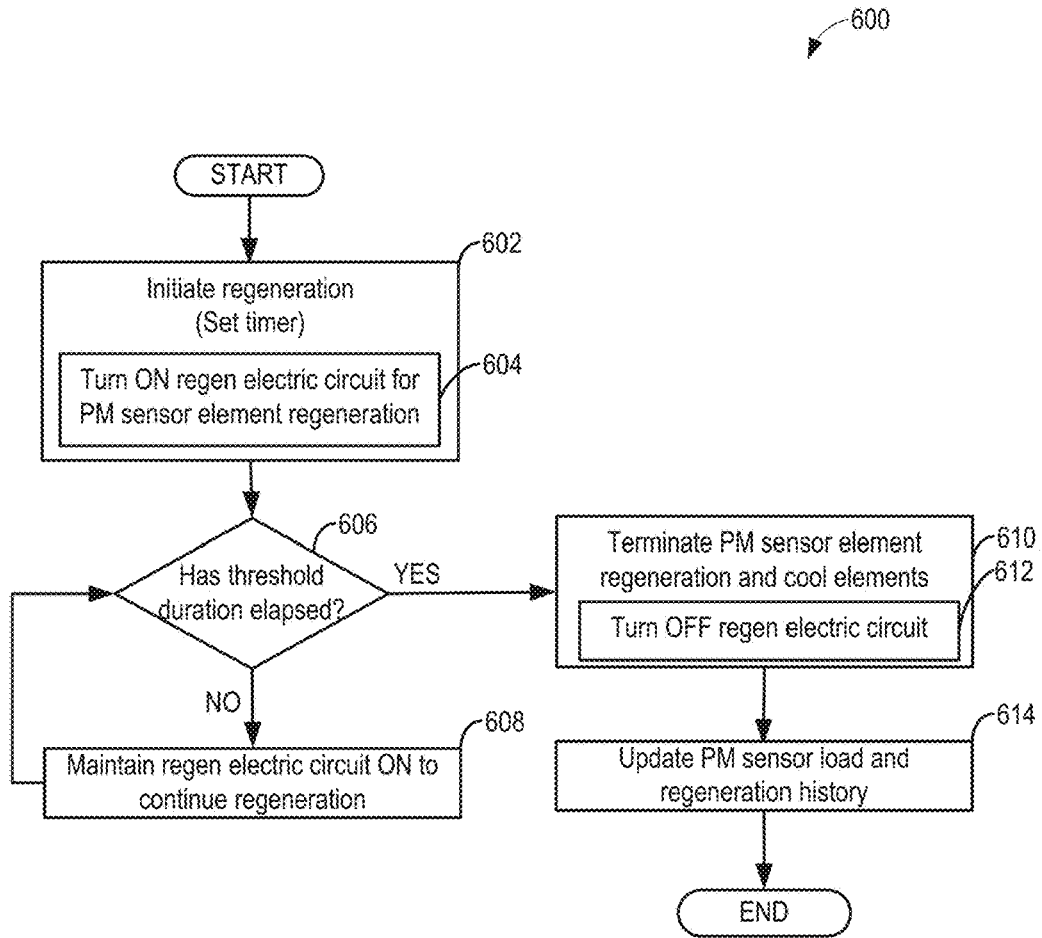 600
START
602
Initiate regeneration
(Set timer)
604
Turn ON regen electric circuit for
PM sensor element regeneration
606
Has threshold
duration elapsed?
YES
NO
608
Maintain regen electric circuit ON to
continue regeneration
610
Terminate PM sensor element
regeneration and cool elements
612
Turn OFF regen electric circuit
614
Update PM sensor load and
regeneration history
END